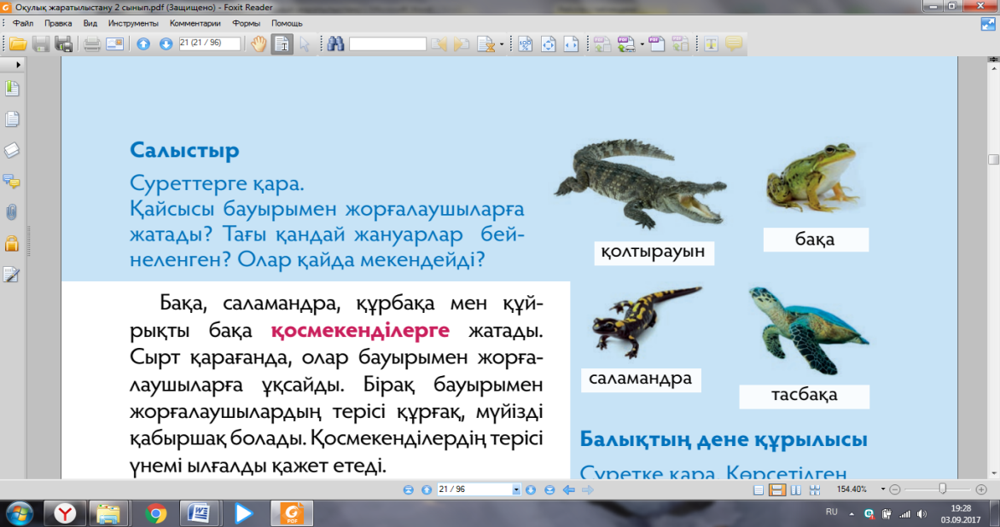 Оқулық жаратылыстану 2 сынып.pdf (Защищено) - Foxit Reader
Файл Правка Вид Инструменты Комментарии Формы Помощь
21 (21 / 96)
Салыстыр
Суреттерге қара.
Қайсысы бауырымен жорғалаушыларға
жатады? Тағы қандай жануарлар бей-
неленген? Олар қайда мекендейді?
қолтырауын
бақа
саламандра
тасбақа
Бақа, саламандра, құрбақа мен құй-
рықты бақа қосмекенділерге жатады.
Сырт қарағанда, олар бауырымен жорға-
лаушыларға ұқсайды. Бірақ бауырымен
жорғалаушылардың терісі құрғақ, мүйізді
қабыршақ болады. Қосмекенділердің терісі
үнемі ылғалды қажет етеді.
Балықтың дене құрылысы
Суретке қара. Көрсетілген
21 / 96
154.40%
RU
19:28
03.09.2017